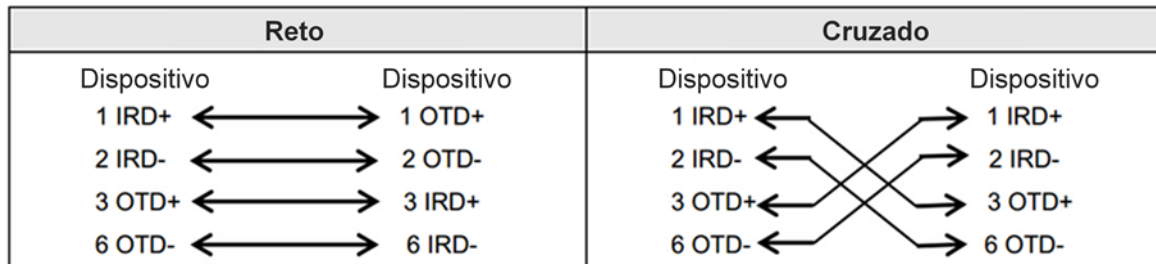 Reto Cruzado
Dispositivo Dispositivo Dispositivo Dispositivo
1 IRD+ 1 OTD+ 1 IRD+ 1 IRD+
2 IRD- 2 OTD- 2 IRD- 2 IRD-
3 OTD+ 3 IRD+ 3 OTD+ 3 OTD+
6 OTD- 6 IRD- 6 OTD- 6 OTD-